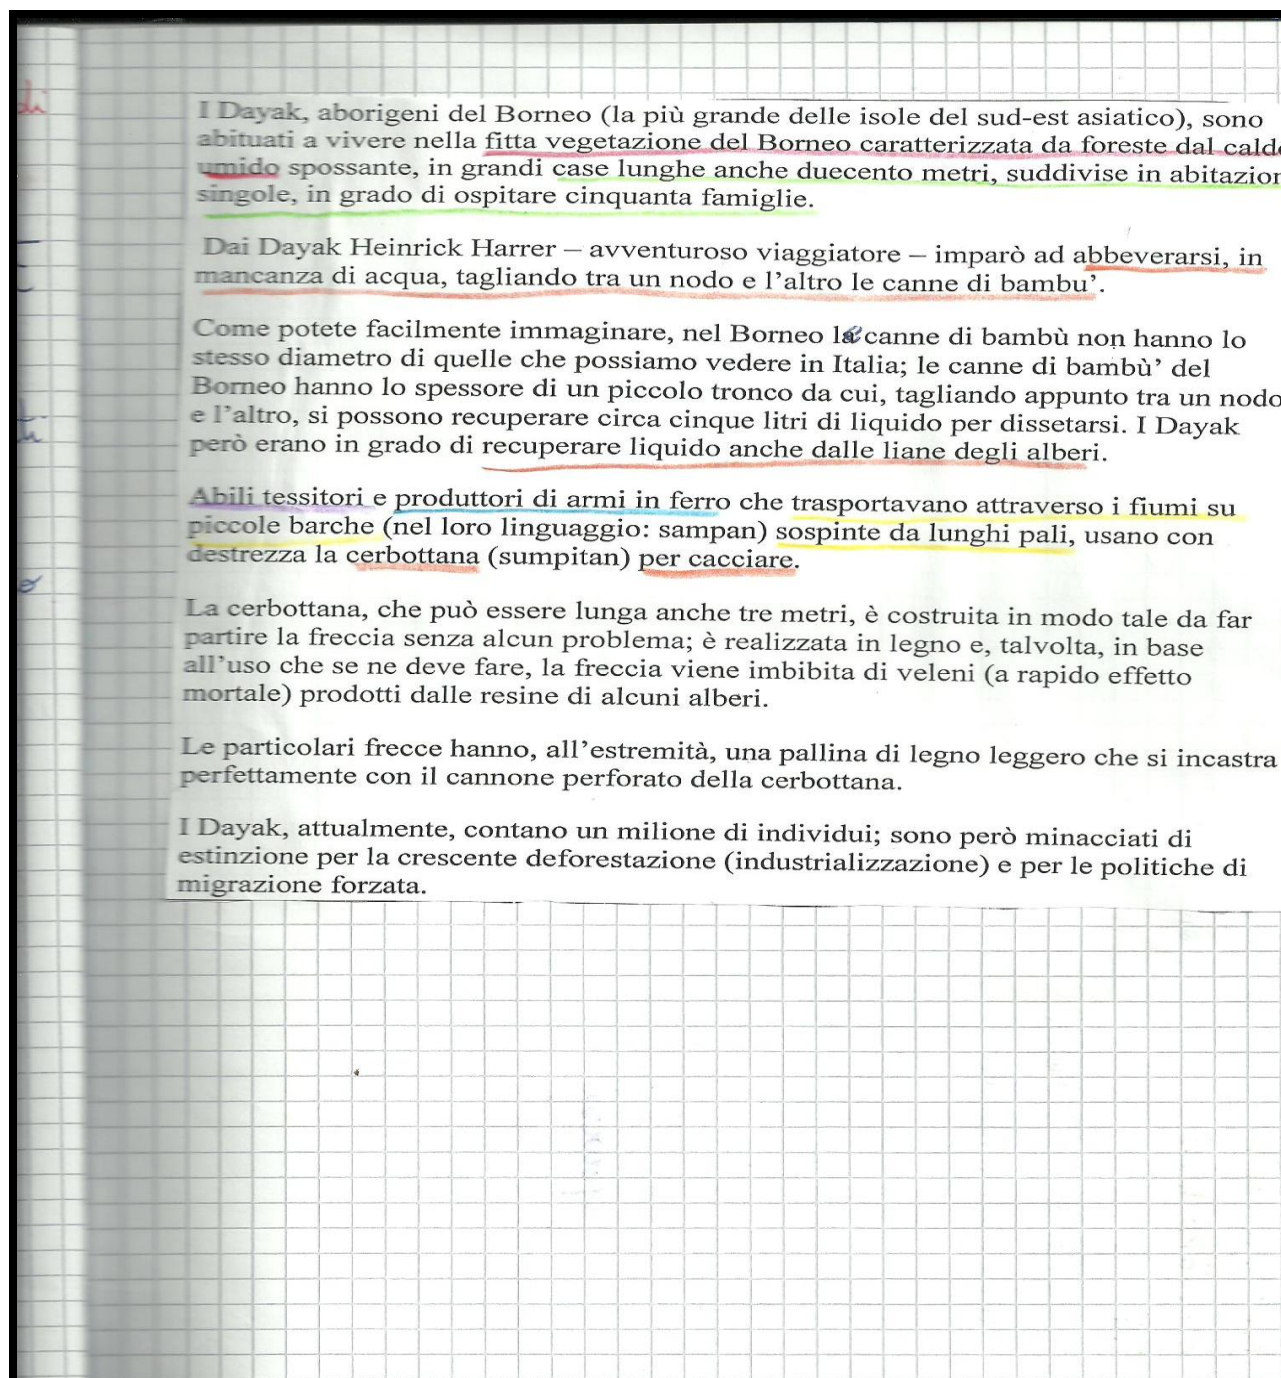 I Dayak, aborigeni del Borneo (la più grande delle isole del sud-est asiatico), sono
abituati a vivere nella fitta vegetazione del Borneo caratterizzata da foreste dal caldo
umido spossante, in grandi case lunghe anche duecento metri, suddivise in
singole, in grado di ospitare cinquanta famiglie.
Dai Dayak Heinrick Harrer – avventuroso viaggiatore – imparò ad abbeverarsi, in
mancanza di acqua, tagliando tra un nodo e l'altro le canne di bambu'.
Come potete facilmente immaginare, nel Borneo le canne di bambù non hanno lo
stesso diametro di quelle che possiamo vedere in Italia; le canne di bambù' del
Borneo hanno lo spessore di un piccolo tronco da cui, tagliando appunto tra un nodo
e l'altro, si possono recuperare circa cinque litri di liquido per dissetarsi. I Dayak
però erano in grado di recuperare liquido anche dalle liane degli alberi.
Abili tessitori e produttori di armi in ferro che trasportavano attraverso i fiumi su
piccole barche (nel loro linguaggio: sampan) sospinte da lunghi pali, usano con
destrezza la cerbottana (sumpitan) per cacciare.
La cerbottana, che può essere lunga anche tre metri, è costruita in modo tale da far
partire la freccia senza alcun problema; è realizzata in legno e, talvolta, in base
all'uso che se ne deve fare, la freccia viene imbibita di veleni (a rapido effetto
mortale) prodotti dalle resine di alcuni alberi.
Le particolari frecce hanno, all'estremità, una pallina di legno leggero che si incastra
perfettamente con il cannone perforato della cerbottana.
I Dayak, attualmente, contano un milione di individui; sono però minacciati di
estinzione per la crescente deforestazione (industrializzazione) e per le politiche di
migrazione forzata.